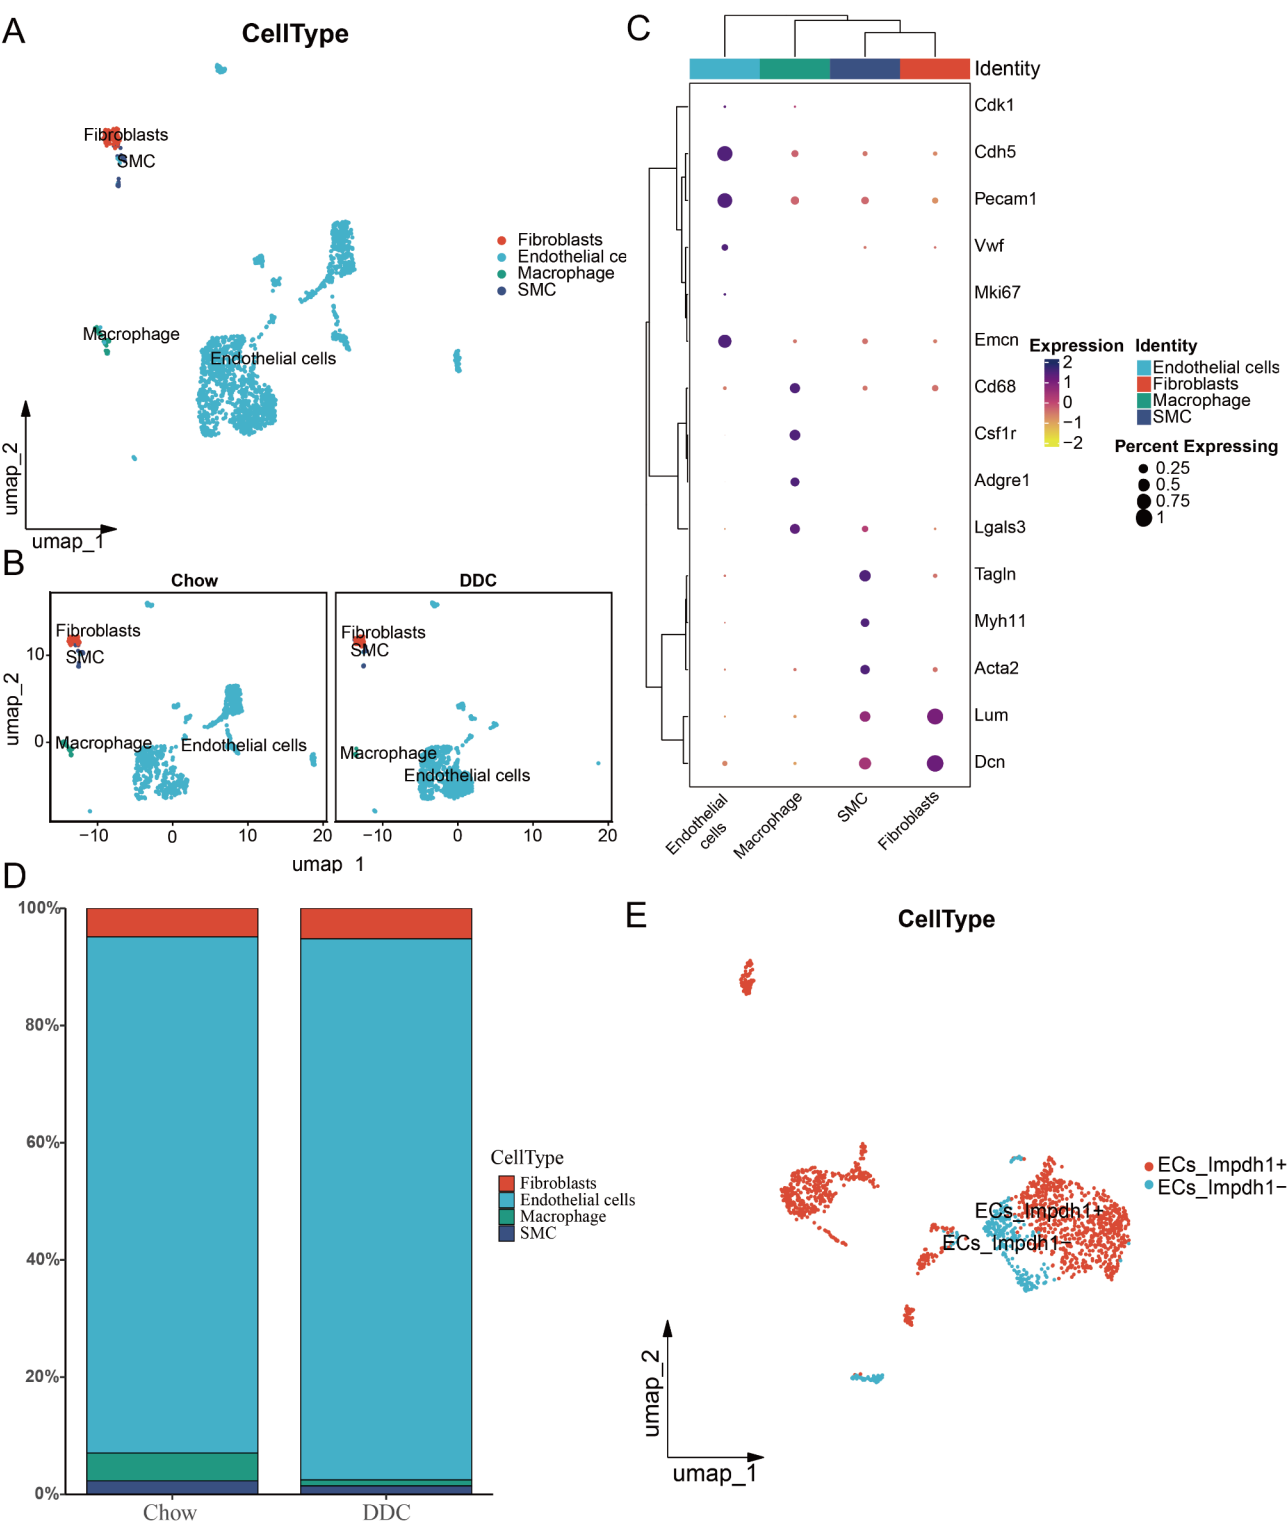 A
CellType
Fibroblasts
SMC
Macrophage
Endothelial cells
Fibroblasts
Endothelial ce
Macrophage
SMC
umap_2
umap_1
B
Chow
DDC
Fibroblasts
SMC
Macrophage
Endothelial cells
Fibroblasts
SMC
Macrophage
Endothelial cells
10
0
umap_2
−10
0
10
20
−10
0
10
20
umap_1
C
Identity
Cdk1
Cdh5
Pecam1
Vwf
Mki67
Emcn
Cd68
Csf1r
Adgre1
Lgals3
Tagln
Myh11
Acta2
Lum
Dcn
Endothelial cells
Macrophage
SMC
Fibroblasts
Expression
2
1
0
−1
−2
Identity
Endothelial cells
Fibroblasts
Macrophage
SMC
Percent Expressing
0.25
0.5
0.75
1
D
100%
80%
60%
40%
20%
0%
Chow
DDC
CellType
Fibroblasts
Endothelial cells
Macrophage
SMC
E
CellType
ECs_Impdh1+
ECs_Impdh1−
ECs_Impdh1+
ECs_Impdh1−
umap_2
umap_1